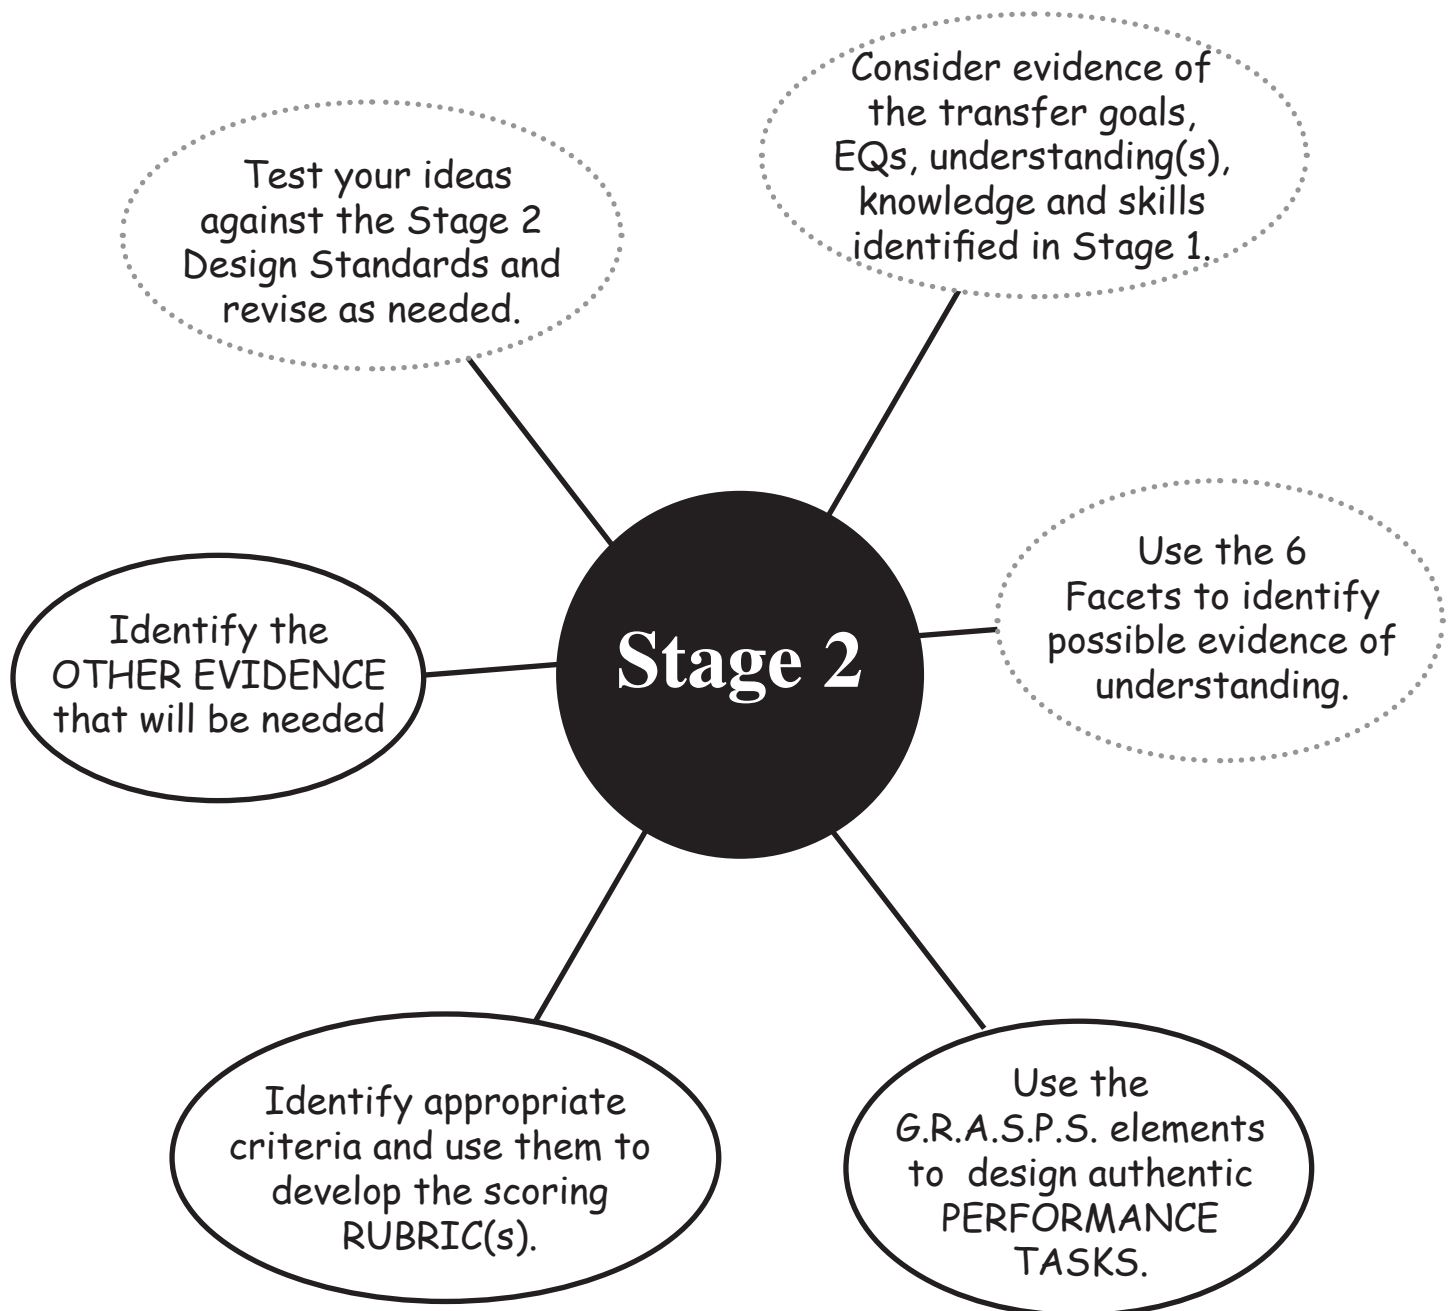 Consider evidence of
the transfer goals,
EQs, understanding(s),
knowledge and skills
identified in Stage 1.
Test your ideas
against the Stage 2
Design Standards and
revise as needed.
Use the 6
Facets to identify
possible evidence of
understanding.
Identify the
OTHER EVIDENCE
that will be needed
Stage 2
Identify appropriate
criteria and use them to
develop the scoring
RUBRIC(s).
Use the
G.R.A.S.P.S. elements
to  design authentic
PERFORMANCE
TASKS.